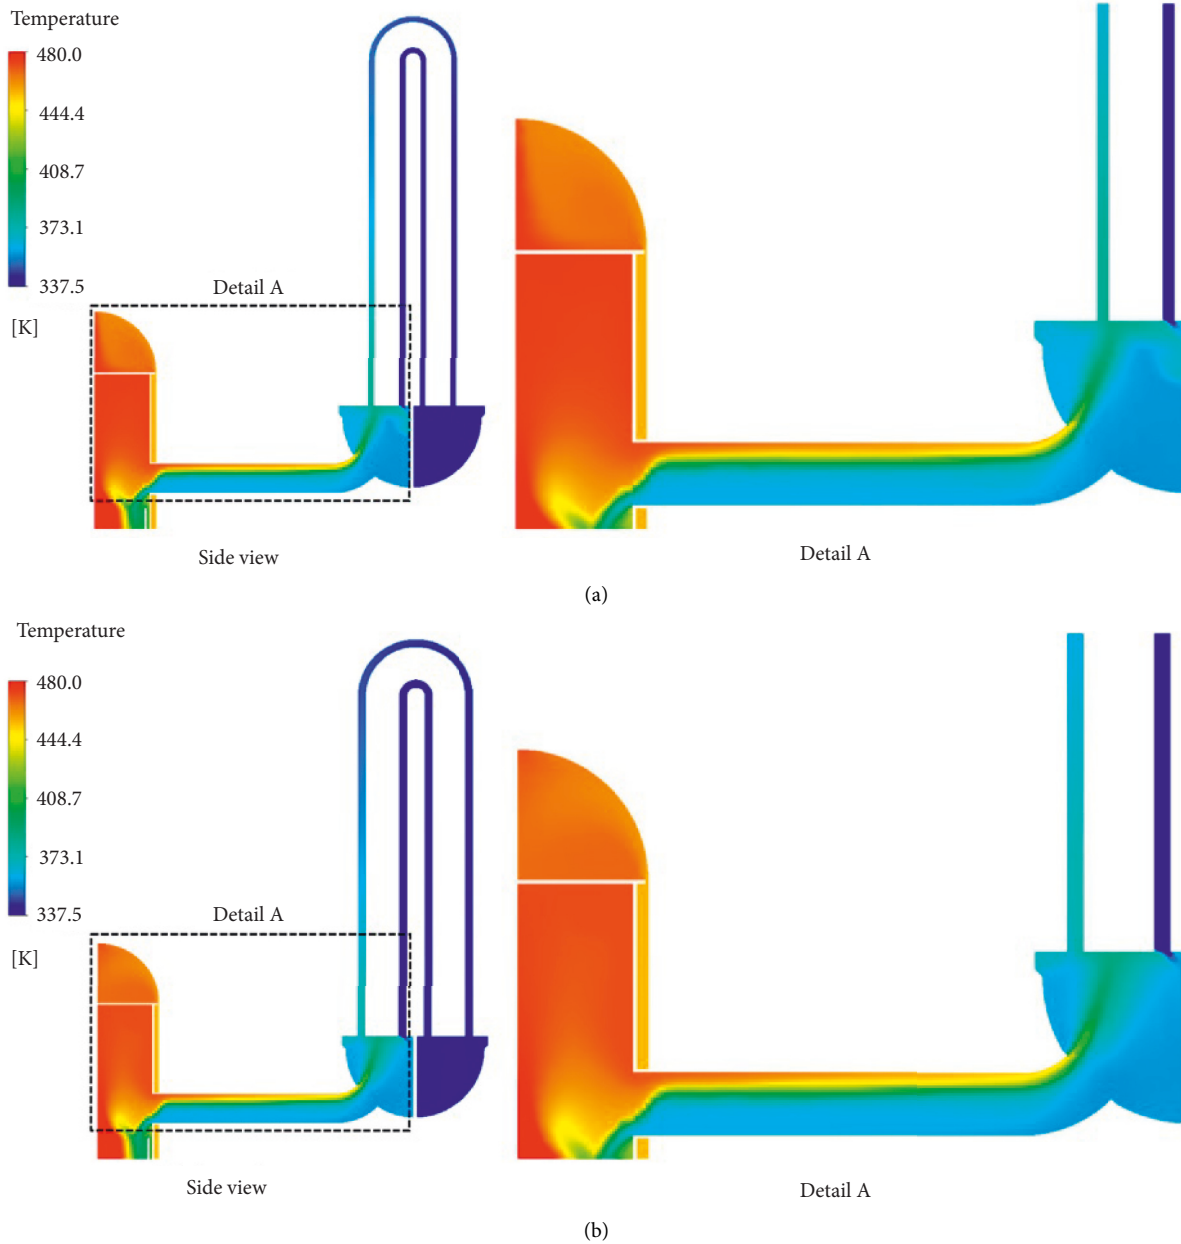 Temperature
480.0
444.4
408.7
373.1
337.5
[K]
Detail A
Side view
Detail A
(a)
Temperature
480.0
444.4
408.7
373.1
337.5
[K]
Detail A
Side view
Detail A
(b)